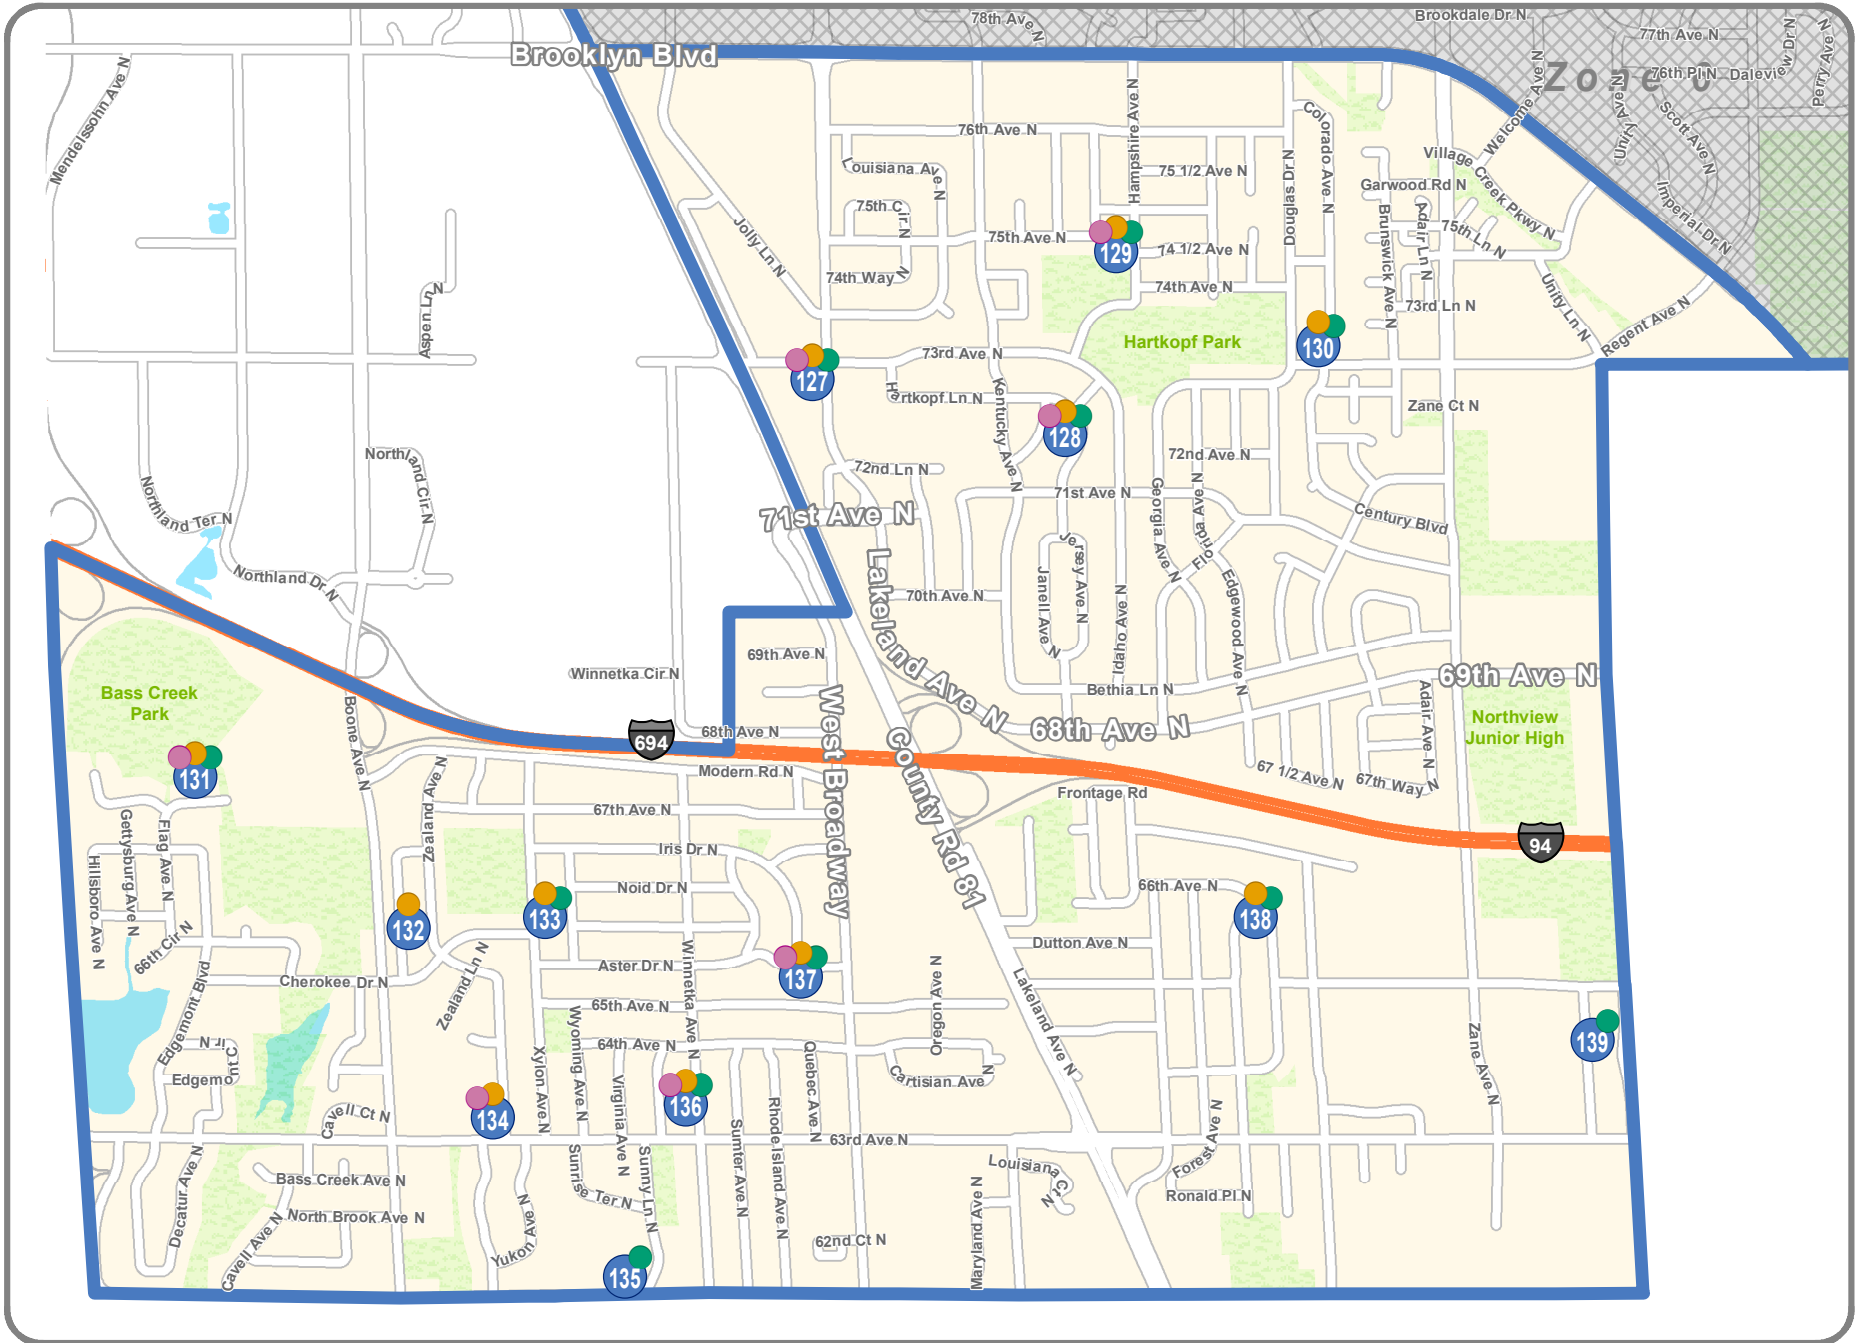 78th Ave N
Brookdale Dr N
77th Ave N
76th Pl N
Daleview Dr N
Perry Ave N
Zone 6
Brooklyn Blvd
Mendelssohn Ave N
Welcome Ave N
Unity Ave N
Scott Ave N
Imperial Dr N
76th Ave N
Hampshire Ave N
Colorado Ave N
Douglas Dr N
75 1/2 Ave N
Village Creek Pkwy N
Garwood Rd N
Louisiana Ave N
75th Cir N
75th Ave N
129
74 1/2 Ave N
Brunswick Ave N
Adair Ln N
75th Ln N
Jolly Ln N
74th Way N
74th Ave N
73rd Ln N
Unity Ln N
Regent Ave N
Aspen Ln N
Hartkopf Park
130
73rd Ave N
127
Hartkopf Ln N
Kentucky Ave N
128
Zane Ct N
Northland Cir N
72nd Ln N
72nd Ave N
Northland Ter N
71st Ave N
71st Ave N
Georgia Ave N
Florida Ave N
Century Blvd
Northland Dr N
Lakeland Ave N
Jersey Ave N
Janell Ave N
70th Ave N
Idaho Ave N
Edgewood Ave N
69th Ave N
Winnetka Cir N
Bethia Ln N
69th Ave N
Bass Creek
Park
Boone Ave N
West Broadway
68th Ave N
694
68th Ave N
Adair Ave N
Northview
Junior High
131
Modern Rd N
County Rd 81
Frontage Rd
67 1/2 Ave N
67th Way N
Zealand Ave N
67th Ave N
94
Gettysburg Ave N
Flag Ave N
Hillsboro Ave N
Iris Dr N
Noid Dr N
66th Ave N
138
132
133
66th Cir N
Dutton Ave N
Cherokee Dr N
Zealand Ln N
Aster Dr N
Winnetka Ave N
137
Edgemont Blvd
65th Ave N
Oregon Ave N
Lakeland Ave N
Wyoming Ave N
64th Ave N
139
Zane Ave N
Edgemont Cir N
Xylon Ave N
Virginia Ave N
136
Quebec Ave N
Cartisian Ave N
Cavell Ct N
134
Rhode Island Ave N
Sumter Ave N
63rd Ave N
Forest Ave N
Decatur Ave N
Bass Creek Ave N
Sunrise Ter N
Sunny Ln N
Louisiana Ct N
Ronald Pl N
North Brook Ave N
Cavell Ave N
Yukon Ave N
62nd Ct N
Maryland Ave N
135